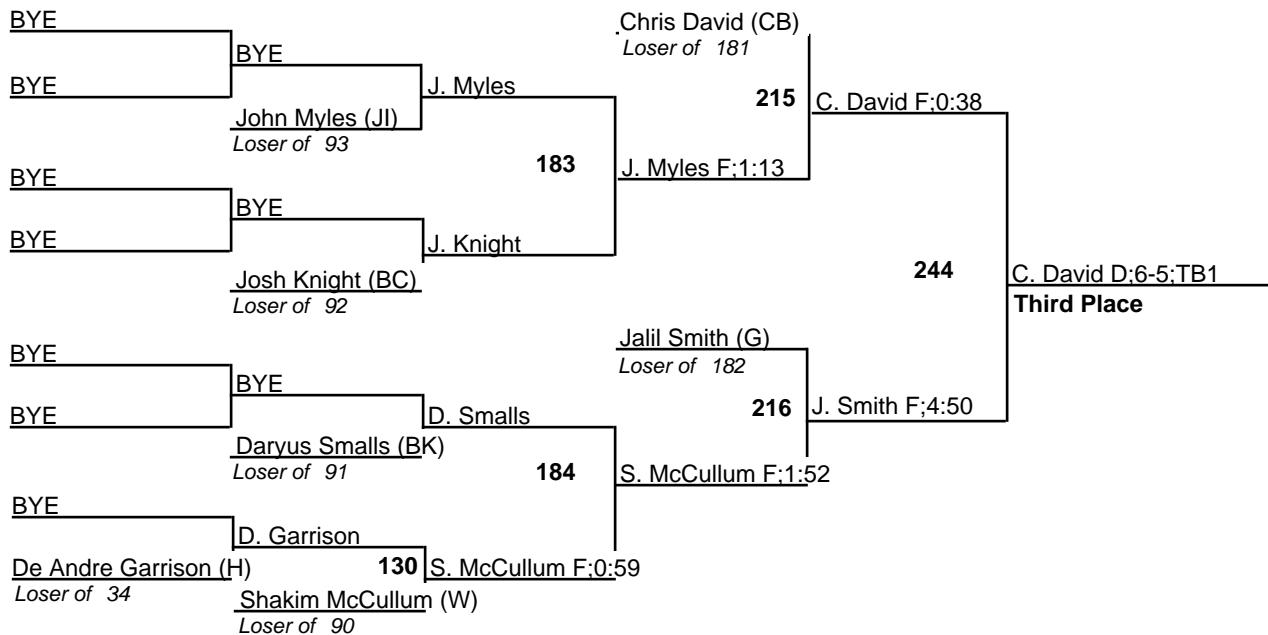 BYE
BYE
BYE
John Myles (JI)
Loser of 93
J. Myles
BYE
BYE
BYE
Josh Knight (BC)
Loser of 92
J. Knight
183
J. Myles F;1:13
Chris David (CB)
Loser of 181
215
C. David F;0:38
BYE
BYE
BYE
Daryus Smalls (BK)
Loser of 91
D. Smalls
BYE
De Andre Garrison (H)
Loser of 34
D. Garrison
130
Shakim McCullum (W)
Loser of 90
S. McCullum F;0:59
184
S. McCullum F;1:52
Jalil Smith (G)
Loser of 182
216
J. Smith F;4:50
244
C. David D;6-5;TB1
Third Place